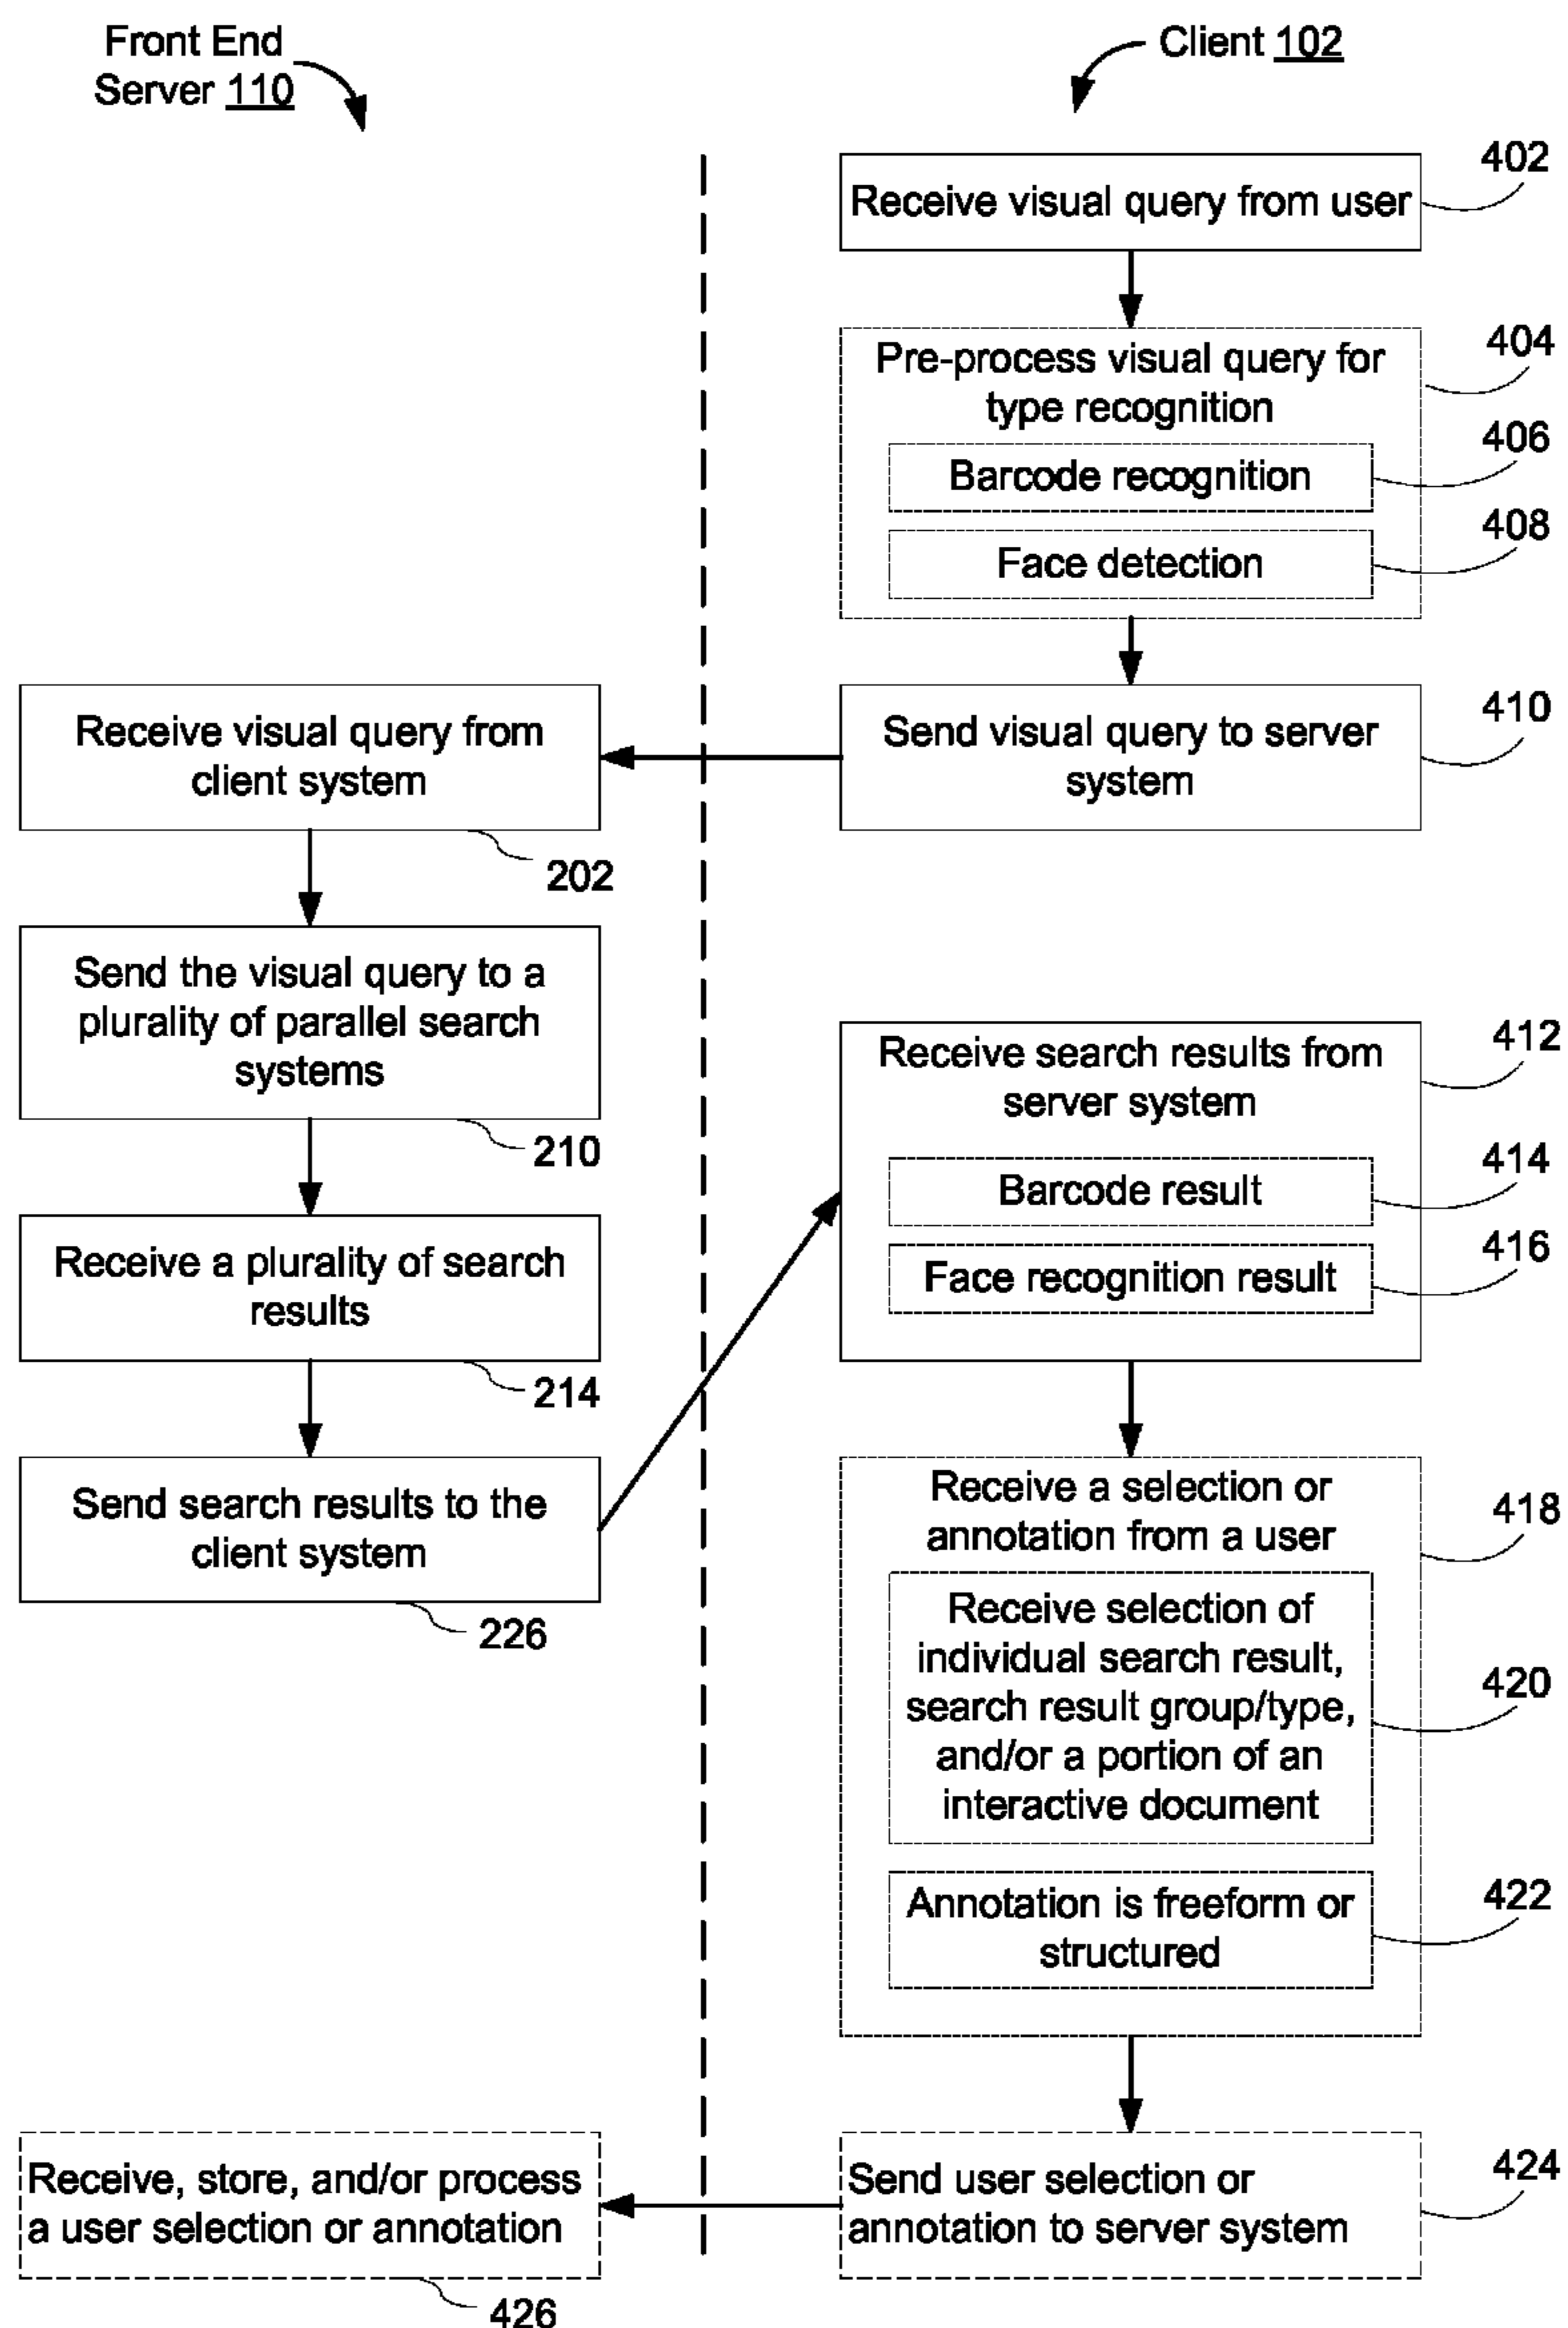 Front End
Server 110
Client 102
Receive visual query from user
402
Pre-process visual query for
type recognition
404
Barcode recognition
406
Face detection
408
Send visual query to server
system
410
Receive visual query from
client system
202
Send the visual query to a
plurality of parallel search
systems
210
Receive a plurality of search
results
214
Send search results to the
client system
226
Receive search results from
server system
412
Barcode result
414
Face recognition result
416
Receive a selection or
annotation from a user
418
Receive selection of
individual search result,
search result group/type,
and/or a portion of an
interactive document
420
Annotation is freeform or
structured
422
Send user selection or
annotation to server system
424
Receive, store, and/or process
a user selection or annotation
426